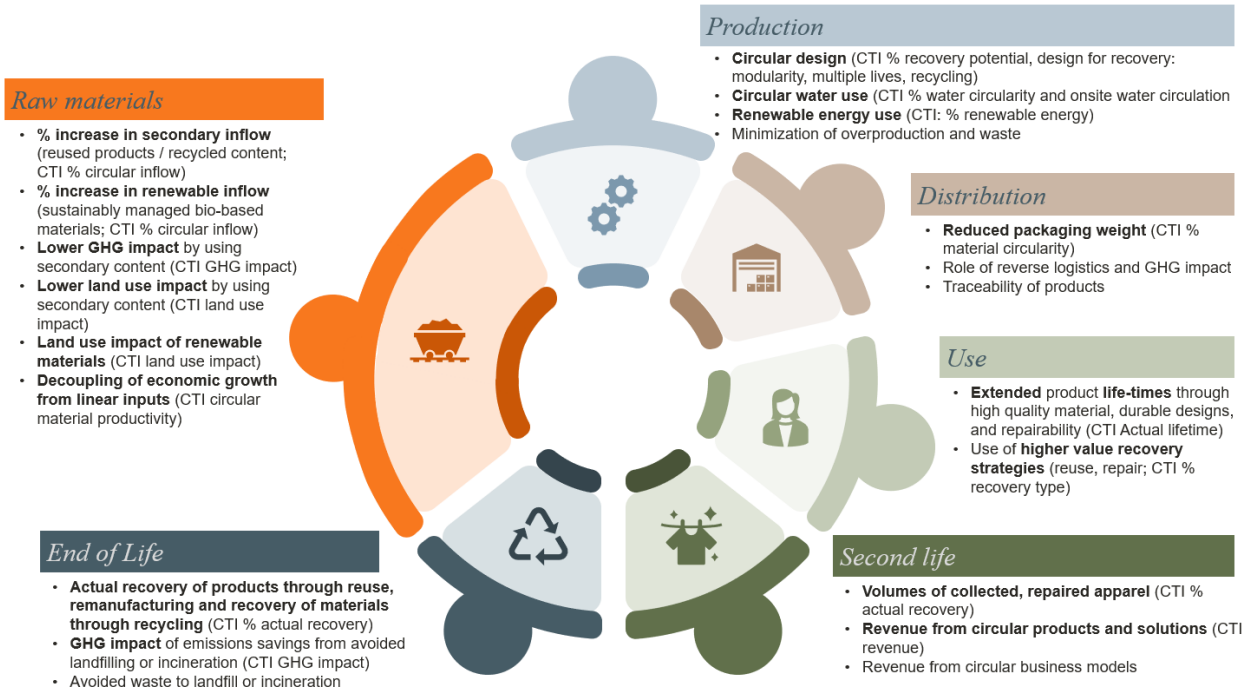 Production
• Circular design (CTI % recovery potential, design for recovery:
modularity, multiple lives, recycling)
• Circular water use (CTI % water circularity and onsite water circulation
• Renewable energy use (CTI: % renewable energy)
• Minimization of overproduction and waste
Raw materials
• % increase in secondary inflow
(reused products / recycled content;
CTI % circular inflow)
• % increase in renewable inflow
(sustainably managed bio-based
materials; CTI % circular inflow)
• Lower GHG impact by using
secondary content (CTI GHG impact)
• Lower land use impact by using
secondary content (CTI land use
impact)
• Land use impact of renewable
materials (CTI land use impact)
• Decoupling of economic growth
from linear inputs (CTI circular
material productivity)
Distribution
• Reduced packaging weight (CTI %
material circularity)
• Role of reverse logistics and GHG impact
• Traceability of products
Use
• Extended product life-times through
high quality material, durable designs,
and repairability (CTI Actual lifetime)
• Use of higher value recovery
strategies (reuse, repair; CTI %
recovery type)
End of Life
• Actual recovery of products through reuse,
remanufacturing and recovery of materials
through recycling (CTI % actual recovery)
• GHG impact of emissions savings from avoided
landfilling or incineration (CTI GHG impact)
• Avoided waste to landfill or incineration
Second life
• Volumes of collected, repaired apparel (CTI %
actual recovery)
• Revenue from circular products and solutions (CTI
revenue)
• Revenue from circular business models